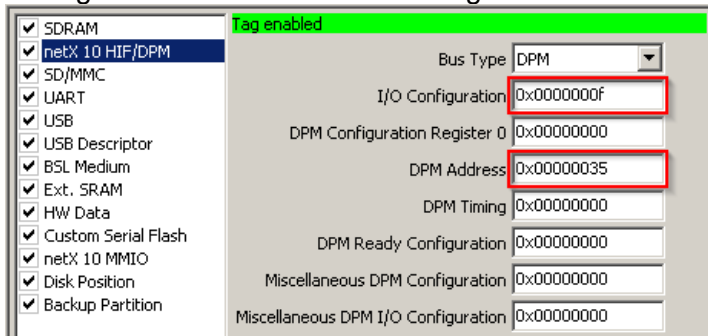 SDRAM
netX 10 HIF/DPM
SD/MMC
UART
USB
USB Descriptor
BSL Medium
Ext. SRAM
HW Data
Custom Serial Flash
netX 10 MMIO
Disk Position
Backup Partition
Tag enabled
Bus Type DPM
I/O Configuration 0x0000000f
DPM Configuration Register 0 0x00000000
DPM Address 0x00000035
DPM Timing 0x00000000
DPM Ready Configuration 0x00000000
Miscellaneous DPM Configuration 0x00000000
Miscellaneous DPM I/O Configuration 0x00000000